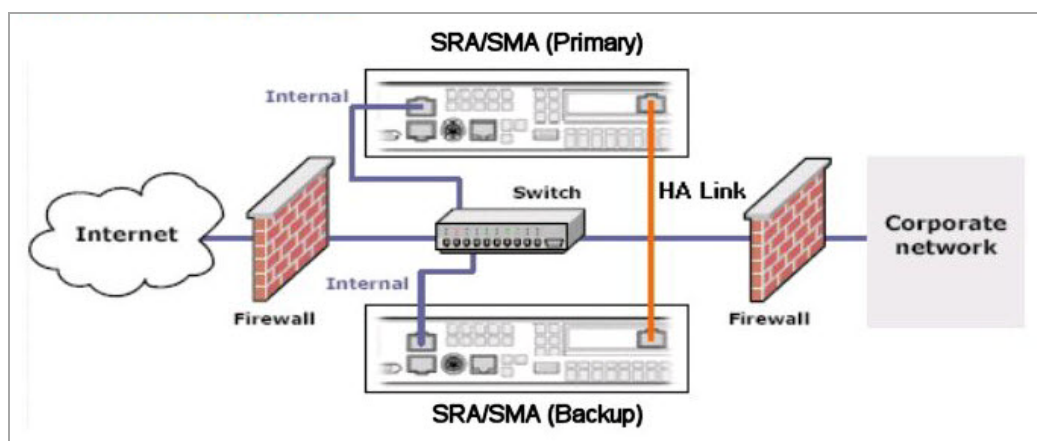 SRA/SMA (Primary)
Internal
Switch
HA Link
Internet
Corporate
network
Internal
Firewall
Firewall
SRA/SMA (Backup)